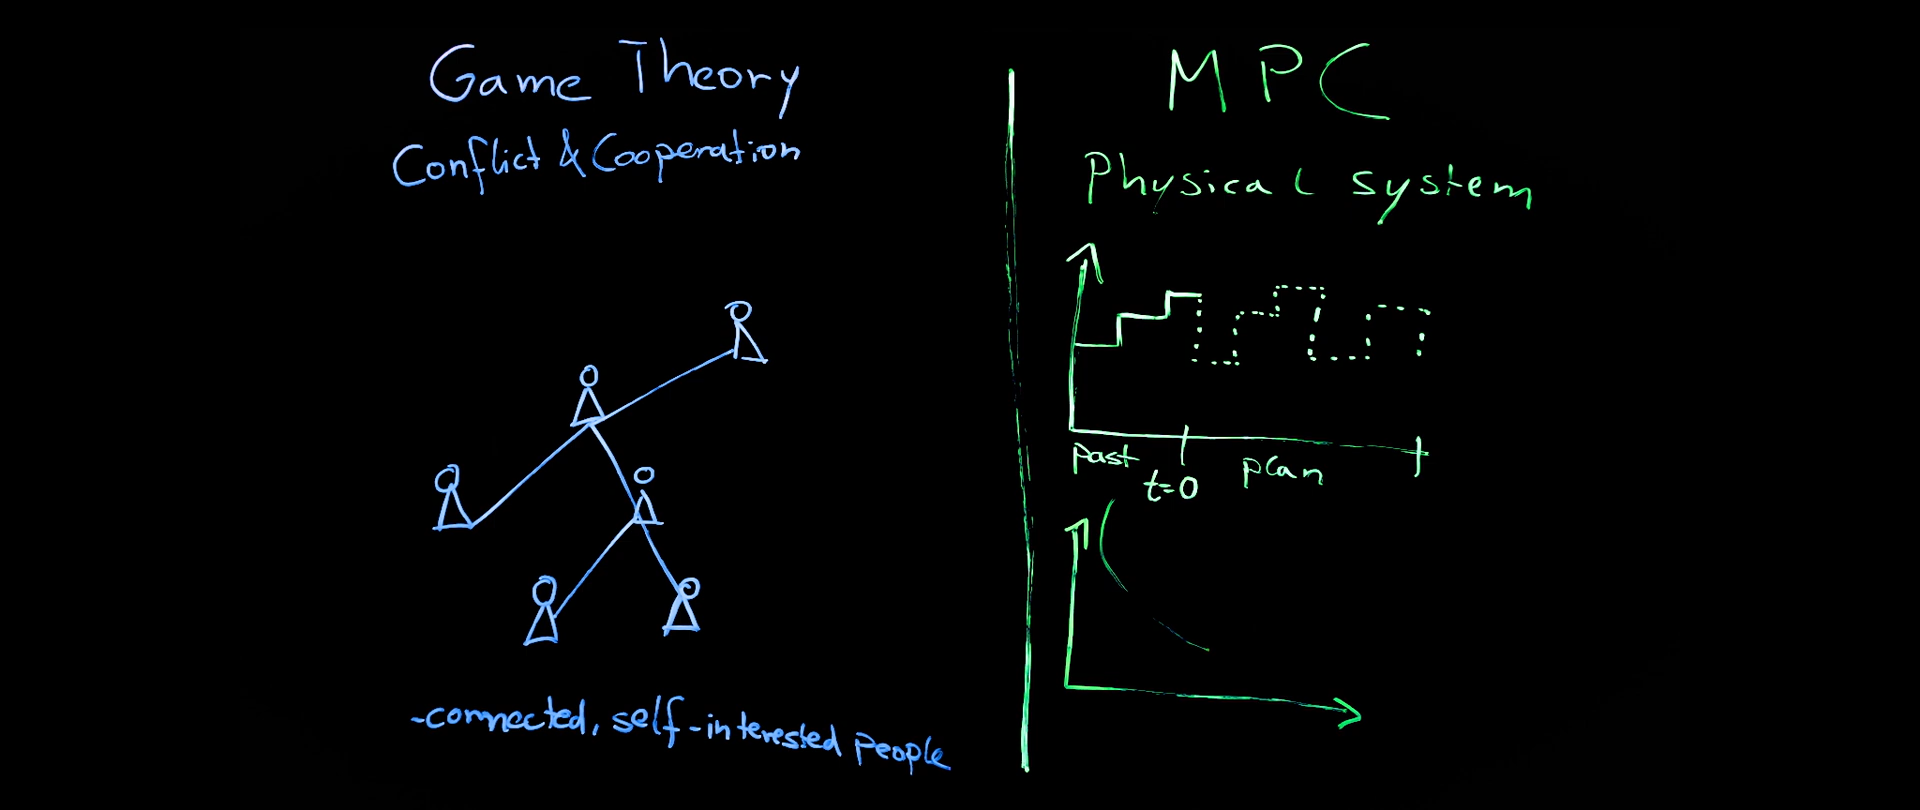 Game Theory
Conflict & Cooperation
-connected, self-interested people
MPC
Physical system
past
t=0
plan